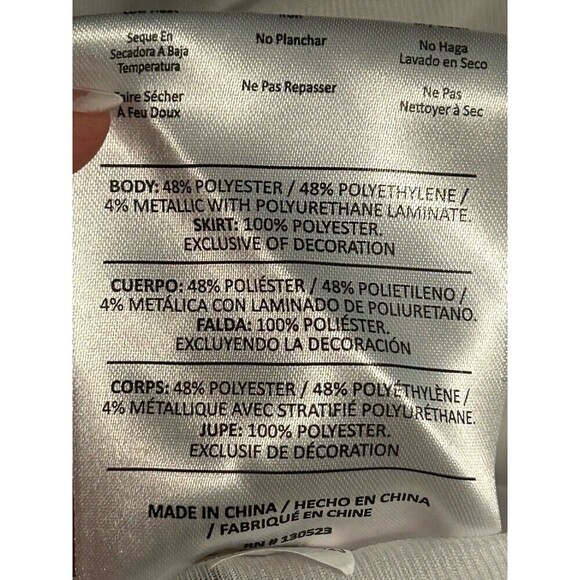 Seque En
Secadora A Baja
Temperatura
No Planchar
No Haga
Lavado en Seco
Faire Sécher
À Feu Doux
Ne Pas Repasser
Ne Pas
Nettoyer à Sec
BODY: 48% POLYESTER / 48% POLYETHYLENE /
4% METALLIC WITH POLYURETHANE LAMINATE.
SKIRT: 100% POLYESTER.
EXCLUSIVE OF DECORATION
CUERPO: 48% POLIÉSTER / 48% POLIETILENO /
4% METÁLICA CON LAMINADO DE POLIURETANO.
FALDA: 100% POLIÉSTER.
EXCLUYENDO LA DECORACIÓN
CORPS: 48% POLYESTER / 48% POLYÉTHYLÈNE /
4% MÉTALLIQUE AVEC STRATIFIÉ POLYURÉTHANE.
JUPE: 100% POLYESTER.
EXCLUSIF DE DÉCORATION
MADE IN CHINA / HECHO EN CHINA
/ FABRIQUÉ EN CHINE
RN # 130523